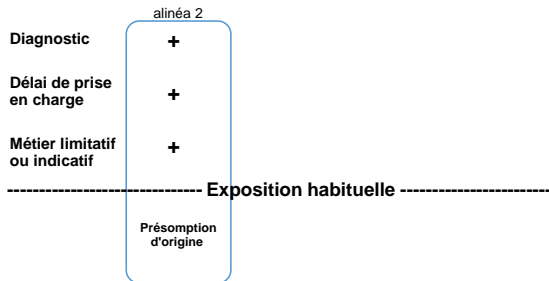 alinéa 2
Diagnostic +
Délai de prise
en charge +
Métier limitatif
ou indicatif +
------------------------------- Exposition habituelle ------------------------
Présomption
d'origine